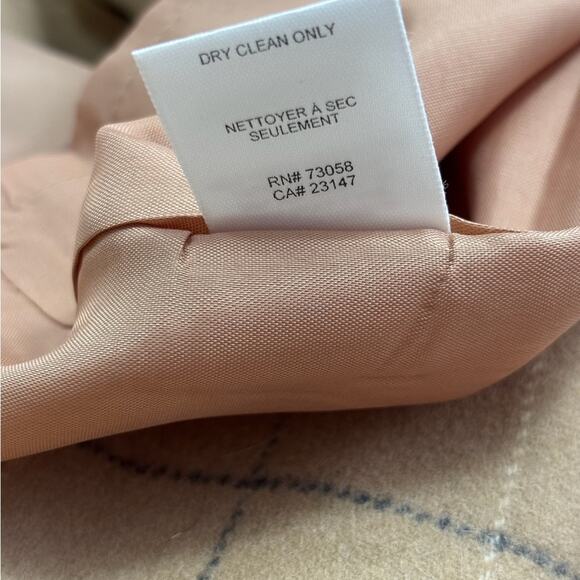 DRY CLEAN ONLY
NETTOYER À SEC
SEULEMENT
RN# 73058
CA# 23147